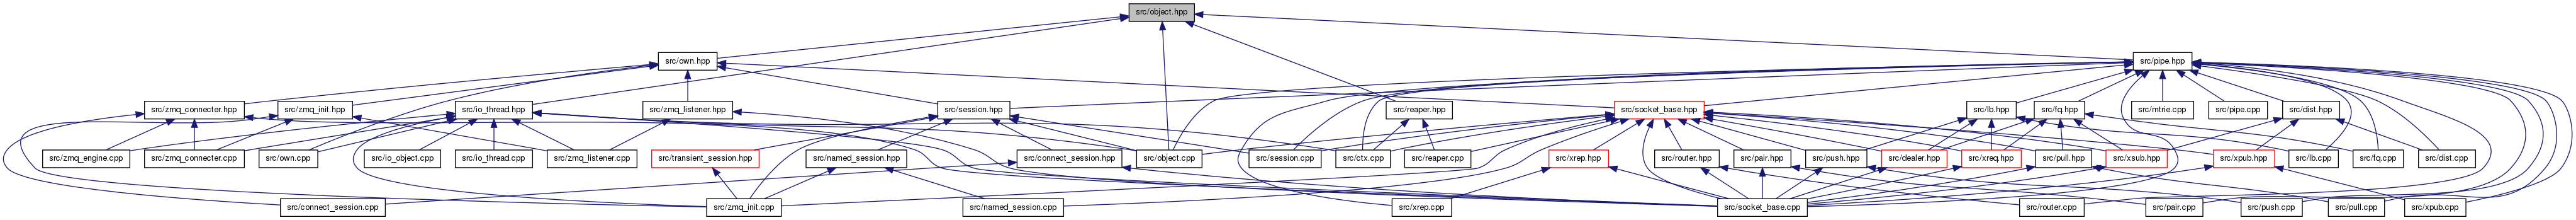 src/object.hpp
src/own.hpp
src/pipe.hpp
src/zmq_connecter.hpp
src/zmq_init.hpp
src/io_thread.hpp
src/zmq_listener.hpp
src/session.hpp
src/socket_base.hpp
src/reaper.hpp
src/lb.hpp
src/fq.hpp
src/mtrie.cpp
src/pipe.cpp
src/dist.hpp
src/zmq_engine.cpp
src/zmq_connecter.cpp
src/own.cpp
src/io_object.cpp
src/io_thread.cpp
src/zmq_listener.cpp
src/transient_session.hpp
src/named_session.hpp
src/connect_session.hpp
src/object.cpp
src/session.cpp
src/ctx.cpp
src/reaper.cpp
src/xrep.hpp
src/router.hpp
src/pair.hpp
src/push.hpp
src/dealer.hpp
src/xreq.hpp
src/pull.hpp
src/xsub.hpp
src/xpub.hpp
src/lb.cpp
src/fq.cpp
src/dist.cpp
src/connect_session.cpp
src/zmq_init.cpp
src/named_session.cpp
src/xrep.cpp
src/socket_base.cpp
src/router.cpp
src/pair.cpp
src/push.cpp
src/pull.cpp
src/xpub.cpp